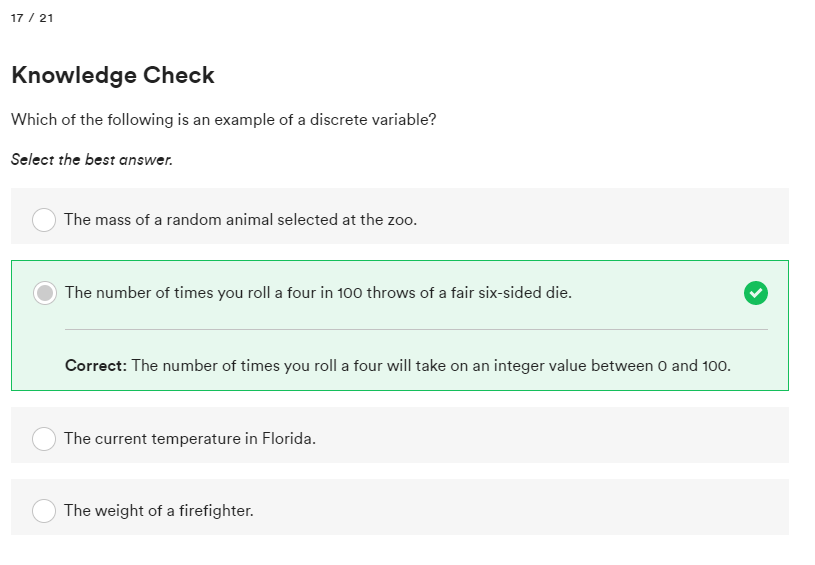 17 / 21
Knowledge Check
Which of the following is an example of a discrete variable?
Select the best answer.
The mass of a random animal selected at the zoo.
The number of times you roll a four in 100 throws of a fair six-sided die.
Correct: The number of times you roll a four will take on an integer value between 0 and 100.
The current temperature in Florida.
The weight of a firefighter.